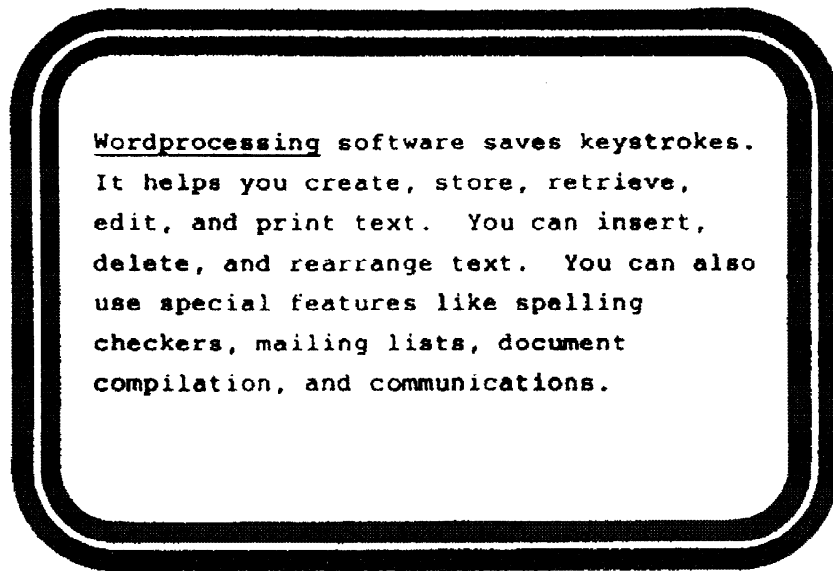 Wordprocessing software saves keystrokes.
It helps you create, store, retrieve,
edit, and print text.  You can insert,
delete, and rearrange text.  You can also
use special features like spelling
checkers, mailing lists, document
compilation, and communications.